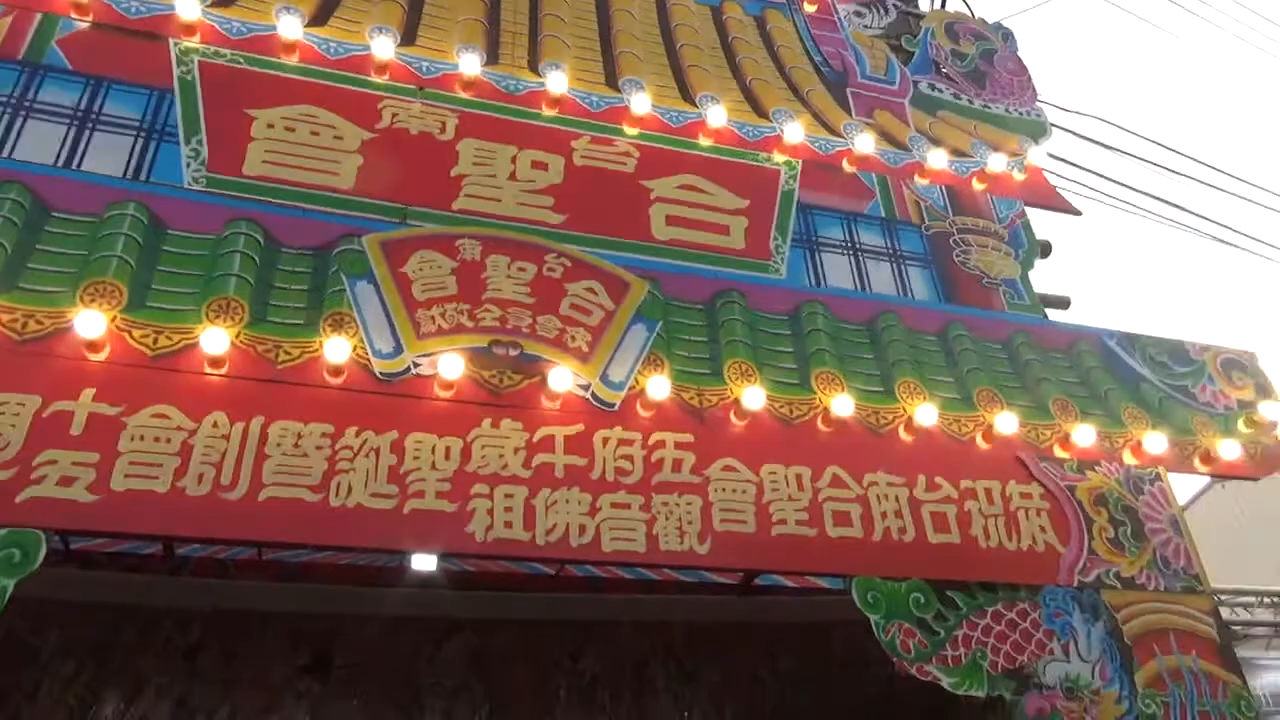 台南
合聖會
台南
合聖會
會員全敬獻
恭祝台南合聖會五府千歲觀音佛祖聖誕暨創會十五週